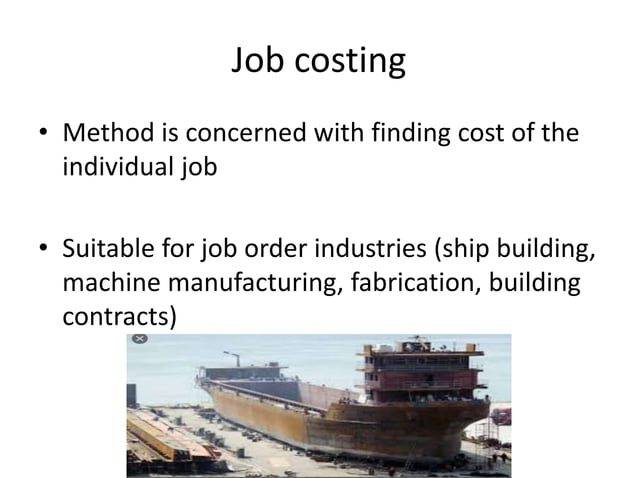 Job costing
• Method is concerned with finding cost of the
individual job
• Suitable for job order industries (ship building,
machine manufacturing, fabrication, building
contracts)